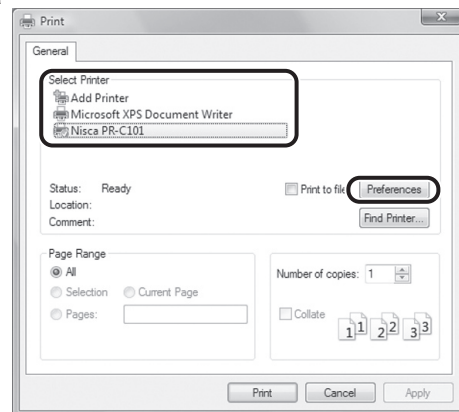 Print
General
Select Printer
Add Printer
Microsoft XPS Document Writer
Nisca PR-C101
Status: Ready
Print to file
Preferences
Location:
Comment:
Find Printer...
Page Range
All
Selection
Current Page
Pages:
Number of copies: 1
Collate
1 1 2 2 3 3
Print
Cancel
Apply